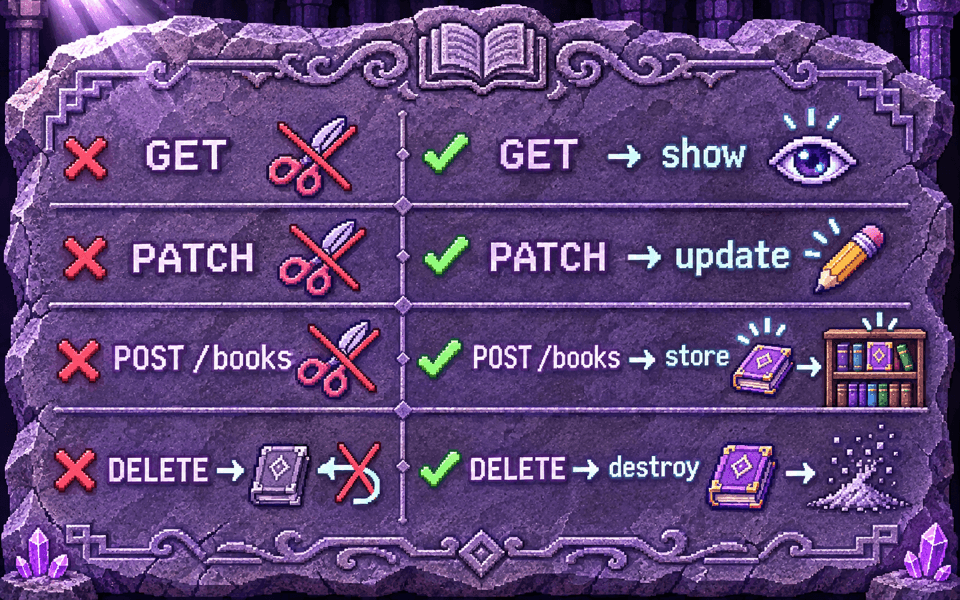 GET
GET → show
PATCH
PATCH → update
POST /books
POST /books → store
DELETE →
DELETE → destroy